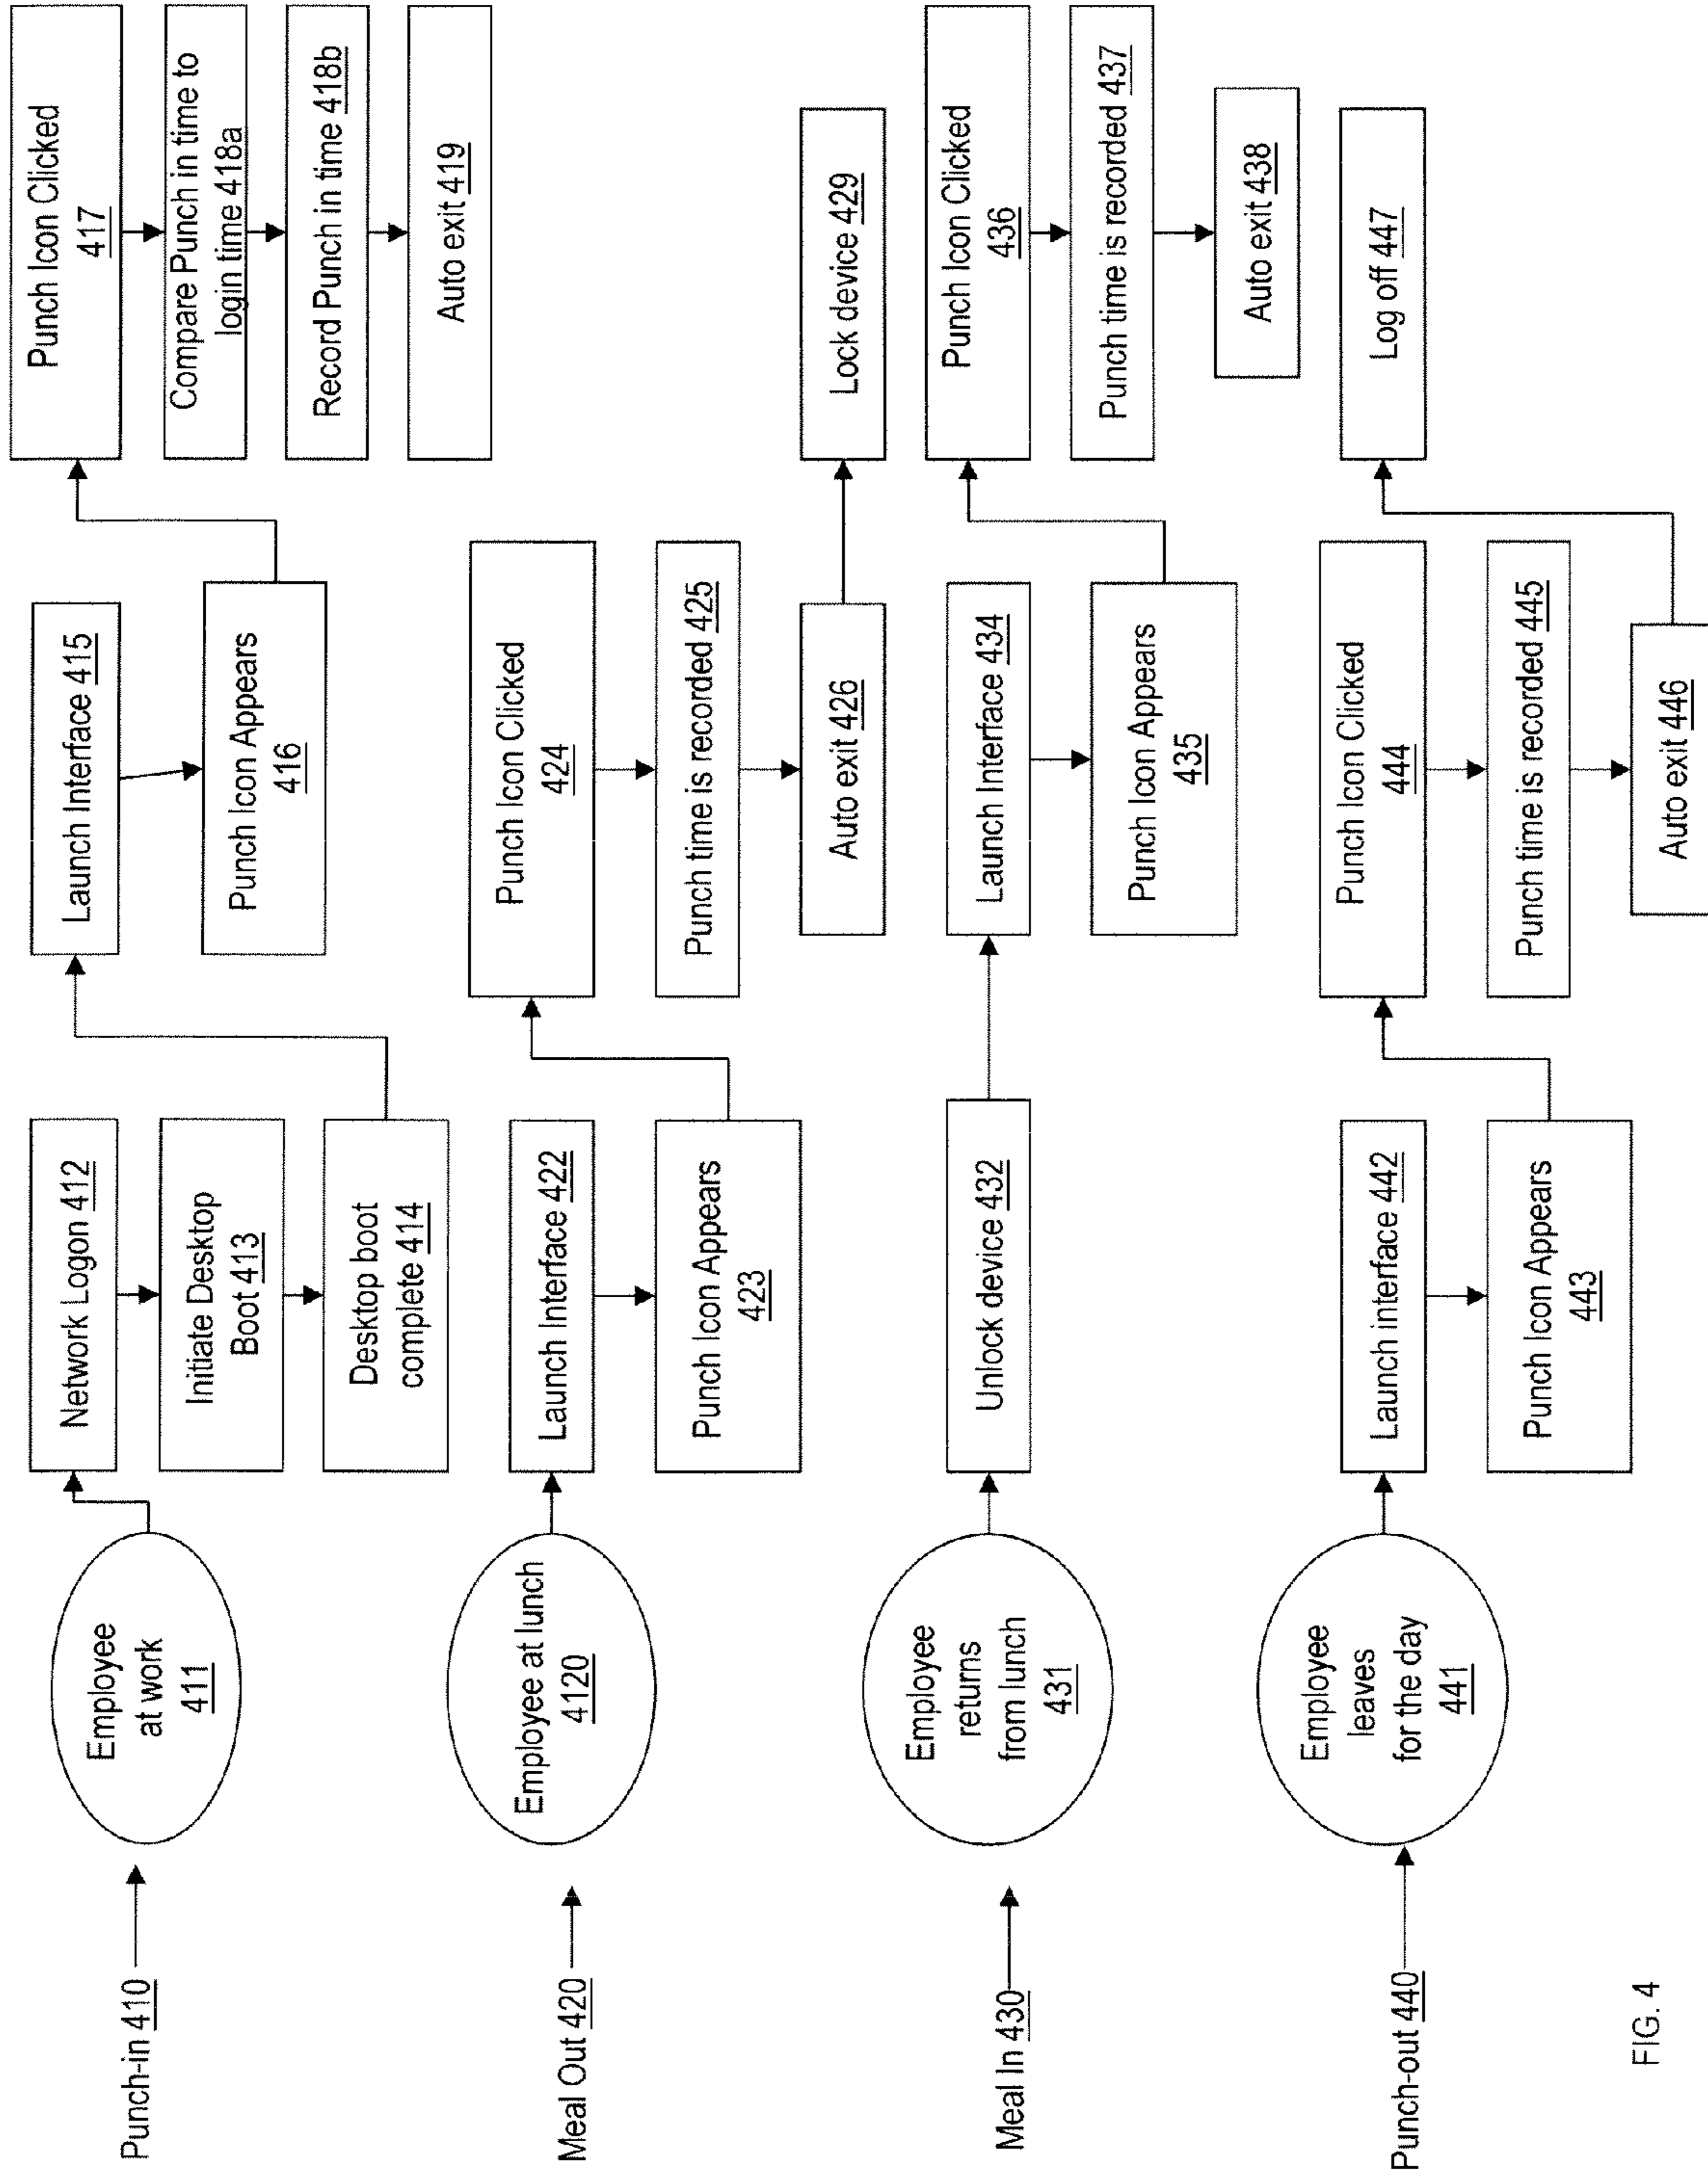 Punch-in 410
Employee
at work
411
Network Logon 412
Initiate Desktop
Boot 413
Desktop boot
complete 414
Launch Interface 415
Punch Icon Appears
416
Punch Icon Clicked
417
Compare Punch in time to
login time 418a
Record Punch in time 418b
Auto exit 419
Meal Out 420
Employee at lunch
4120
Launch Interface 422
Punch Icon Appears
423
Punch Icon Clicked
424
Punch time is recorded 425
Auto exit 426
Lock device 429
Meal In 430
Employee
returns
from lunch
431
Unlock device 432
Launch Interface 434
Punch Icon Appears
435
Punch Icon Clicked
436
Punch time is recorded 437
Auto exit 438
Punch-out 440
Employee
leaves
for the day
441
Launch interface 442
Punch Icon Appears
443
Punch Icon Clicked
444
Punch time is recorded 445
Auto exit 446
Log off 447
FIG. 4